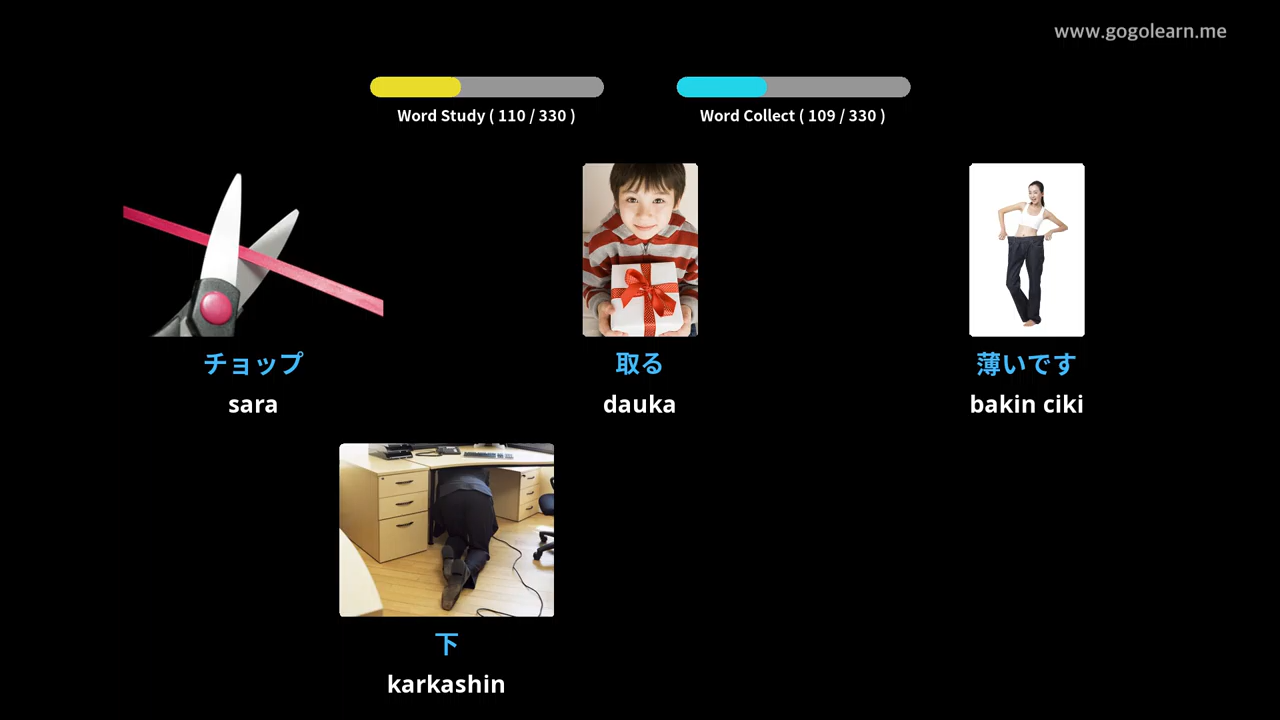 www.gogolearn.me
Word Study ( 110 / 330 )
Word Collect ( 109 / 330 )
チョップ
sara
取る
dauka
薄いです
bakin ciki
下
karkashin